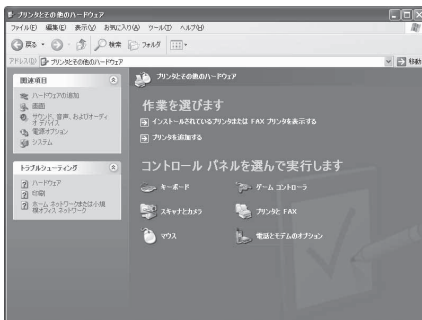 プリンタとその他のハードウェア
ファイル(F) 編集(E) 表示(V) お気に入り(A) ツール(T) ヘルプ(H)
戻る 検索 フォルダ
アドレス(D) プリンタとその他のハードウェア 移動
関連項目
ハードウェアの追加
画面
サウンド、音声、およびオーディオ デバイス
電源オプション
システム
トラブルシューティング
ハードウェア
印刷
ホーム ネットワークまたは小規
模オフィス ネットワーク
プリンタとその他のハードウェア
作業を選びます
インストールされているプリンタまたは FAX プリンタを表示する
プリンタを追加する
コントロール パネルを選んで実行します
キーボード
ゲーム コントローラ
スキャナとカメラ
プリンタと FAX
マウス
電話とモデムのオプション